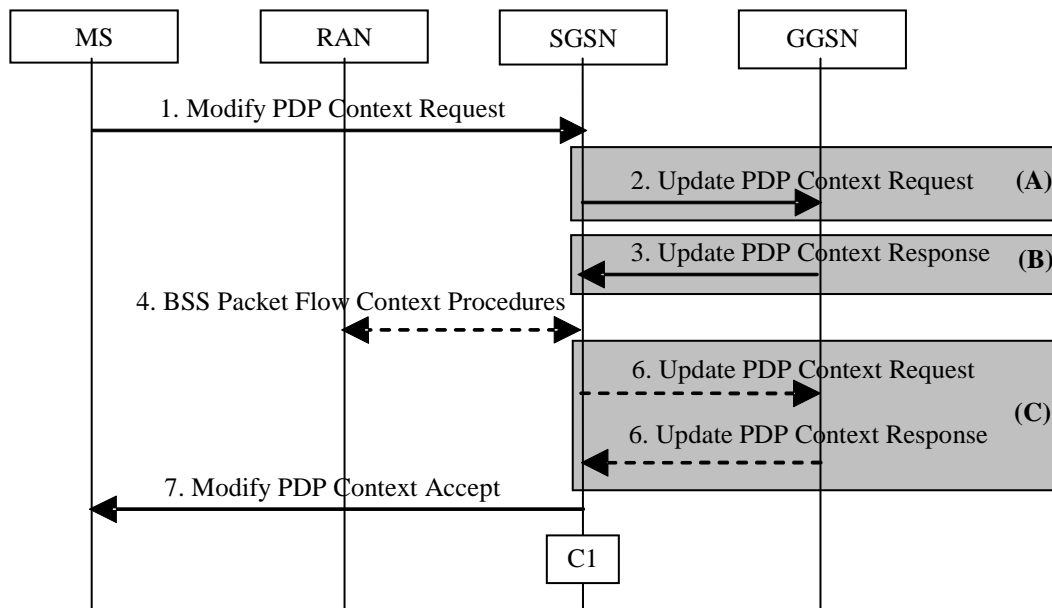 MS RAN SGSN GGSN
1. Modify PDP Context Request
2. Update PDP Context Request (A)
3. Update PDP Context Response (B)
4. BSS Packet Flow Context Procedures
6. Update PDP Context Request
(C)
6. Update PDP Context Response
7. Modify PDP Context Accept
C1